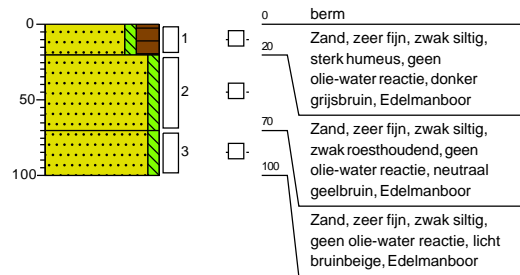 0
50
100
1
2
3
0
berm
Zand, zeer fijn, zwak siltig,
sterk humeus, geen
olie-water reactie, donker
grijsbruin, Edelmanboor
20
Zand, zeer fijn, zwak siltig,
zwak roesthoudend, geen
olie-water reactie, neutraal
geelbruin, Edelmanboor
70
Zand, zeer fijn, zwak siltig,
geen olie-water reactie, licht
bruinbeige, Edelmanboor
100